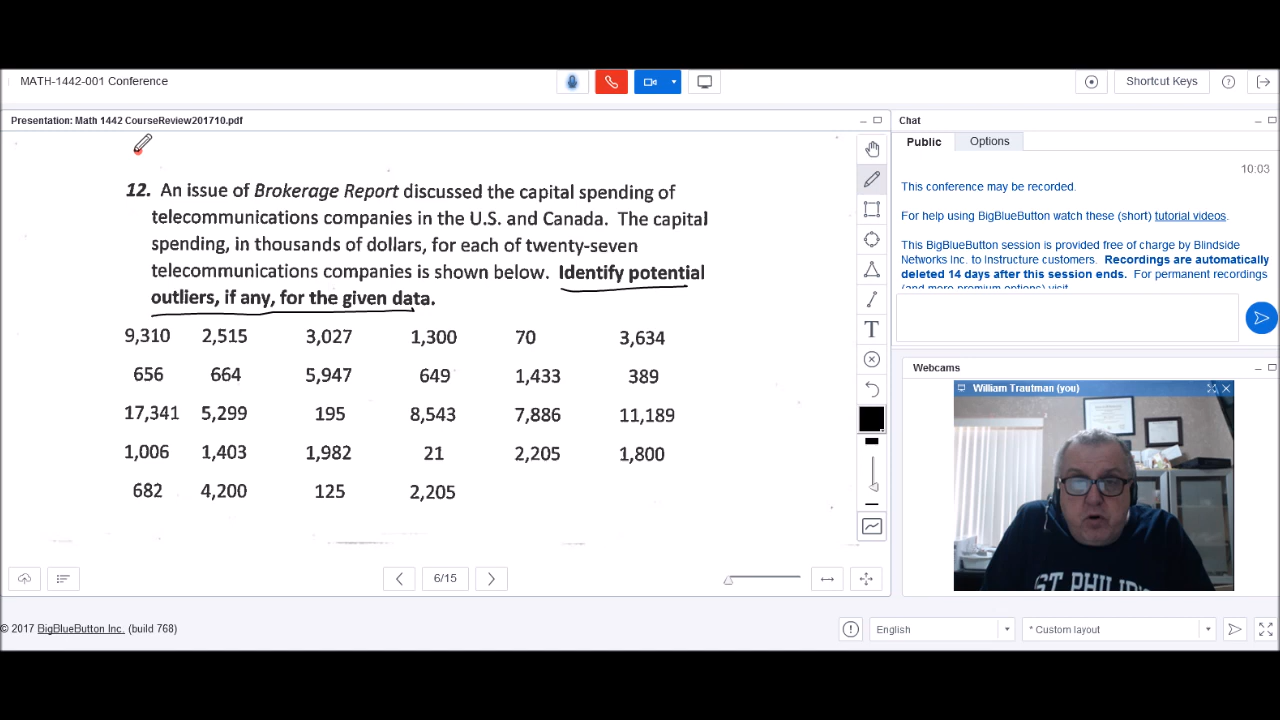 MATH-1442-001 Conference
Shortcut Keys
Presentation: Math 1442 CourseReview201710.pdf
12. An issue of Brokerage Report discussed the capital spending of
telecommunications companies in the U.S. and Canada. The capital
spending, in thousands of dollars, for each of twenty-seven
telecommunications companies is shown below. Identify potential
outliers, if any, for the given data.
9,310 2,515 3,027 1,300 70 3,634
656 664 5,947 649 1,433 389
17,341 5,299 195 8,543 7,886 11,189
1,006 1,403 1,982 21 2,205 1,800
682 4,200 125 2,205
T
6/15
Chat
Public Options
10:03
This conference may be recorded.
For help using BigBlueButton watch these (short) tutorial videos.
This BigBlueButton session is provided free of charge by Blindside
Networks Inc. to Instructure customers. Recordings are automatically
deleted 14 days after this session ends. For permanent recordings
(and more premium options) visit
Webcams
William Trautman (you)
ST PHILIP
© 2017 BigBlueButton Inc. (build 768)
English
* Custom layout